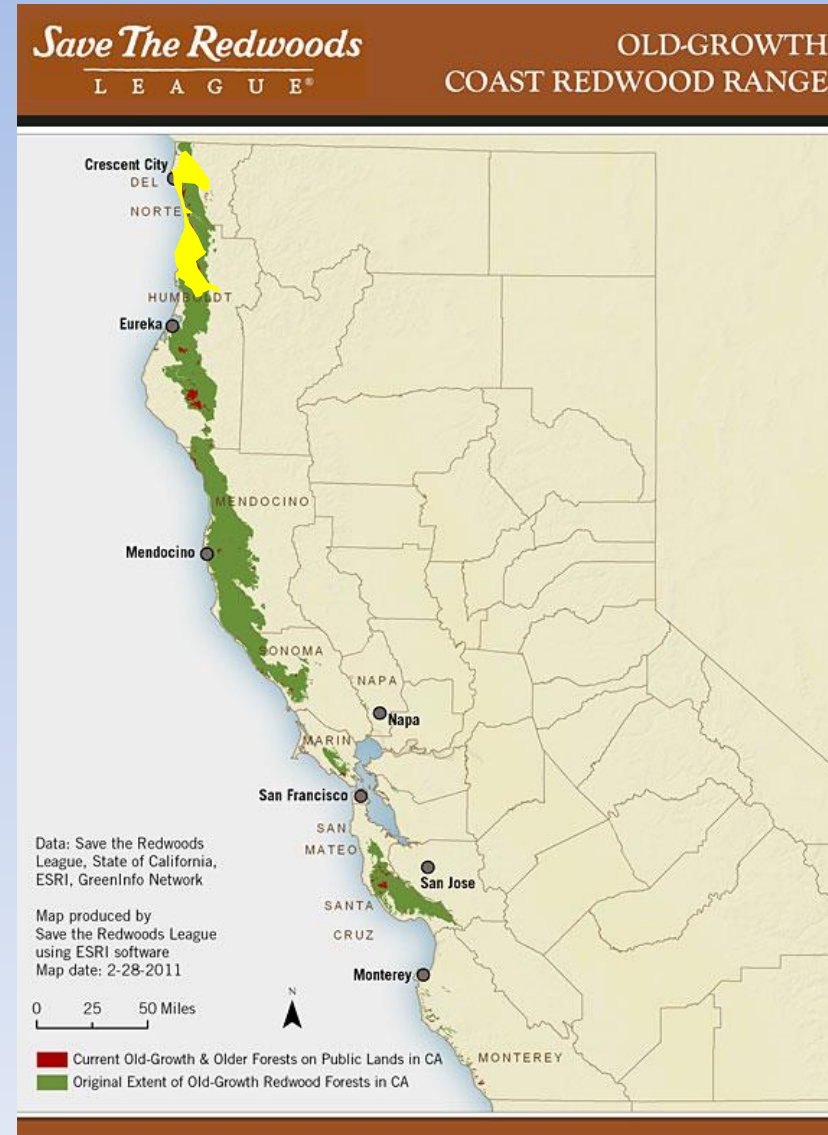 Save The Redwoods
LEAGUE®
OLD-GROWTH
COAST REDWOOD RANGE
Crescent City
DEL
NORTE
HUMBOLDT
Eureka
MENDOCINO
Mendocino
SONOMA
NAPA
Napa
MARIN
San Francisco
SAN
MATEO
San Jose
SANTA
CRUZ
Monterey
MONTEREY
Data: Save the Redwoods
League, State of California,
ESRI, GreenInfo Network
Map produced by
Save the Redwoods League
using ESRI software
Map date: 2-28-2011
N
0 25 50 Miles
Current Old-Growth & Older Forests on Public Lands in CA
Original Extent of Old-Growth Redwood Forests in CA